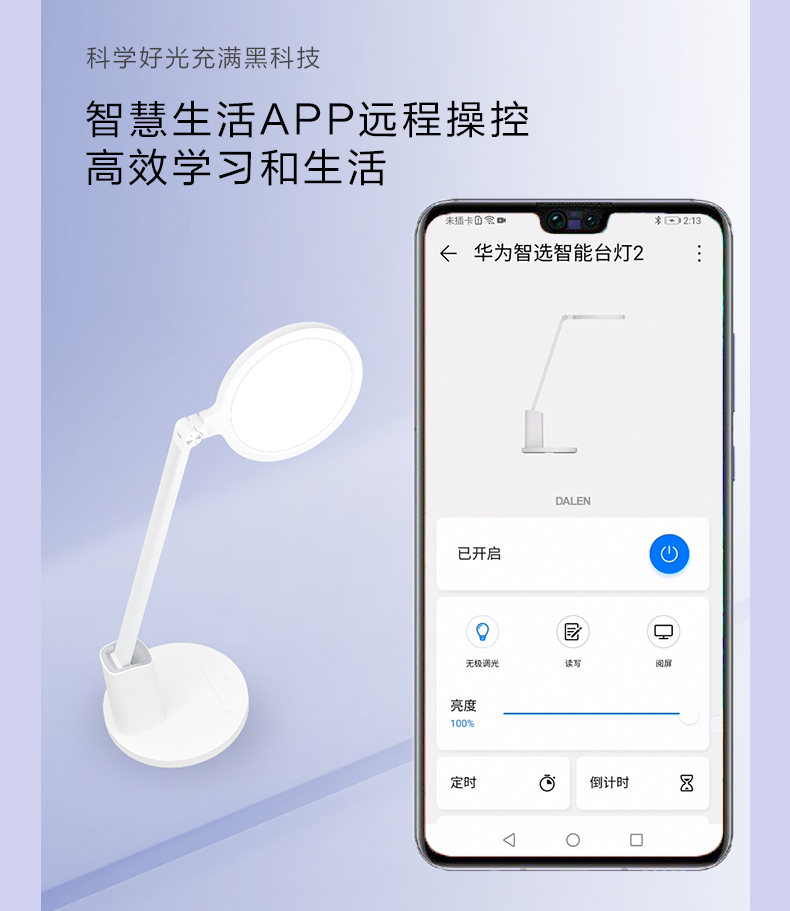 科学好光充满黑科技
智慧生活APP远程操控
高效学习和生活
未插卡 2:13
华为智选智能台灯2
DALEN
已开启
无极调光 读写 阅屏
亮度
100%
定时 倒计时